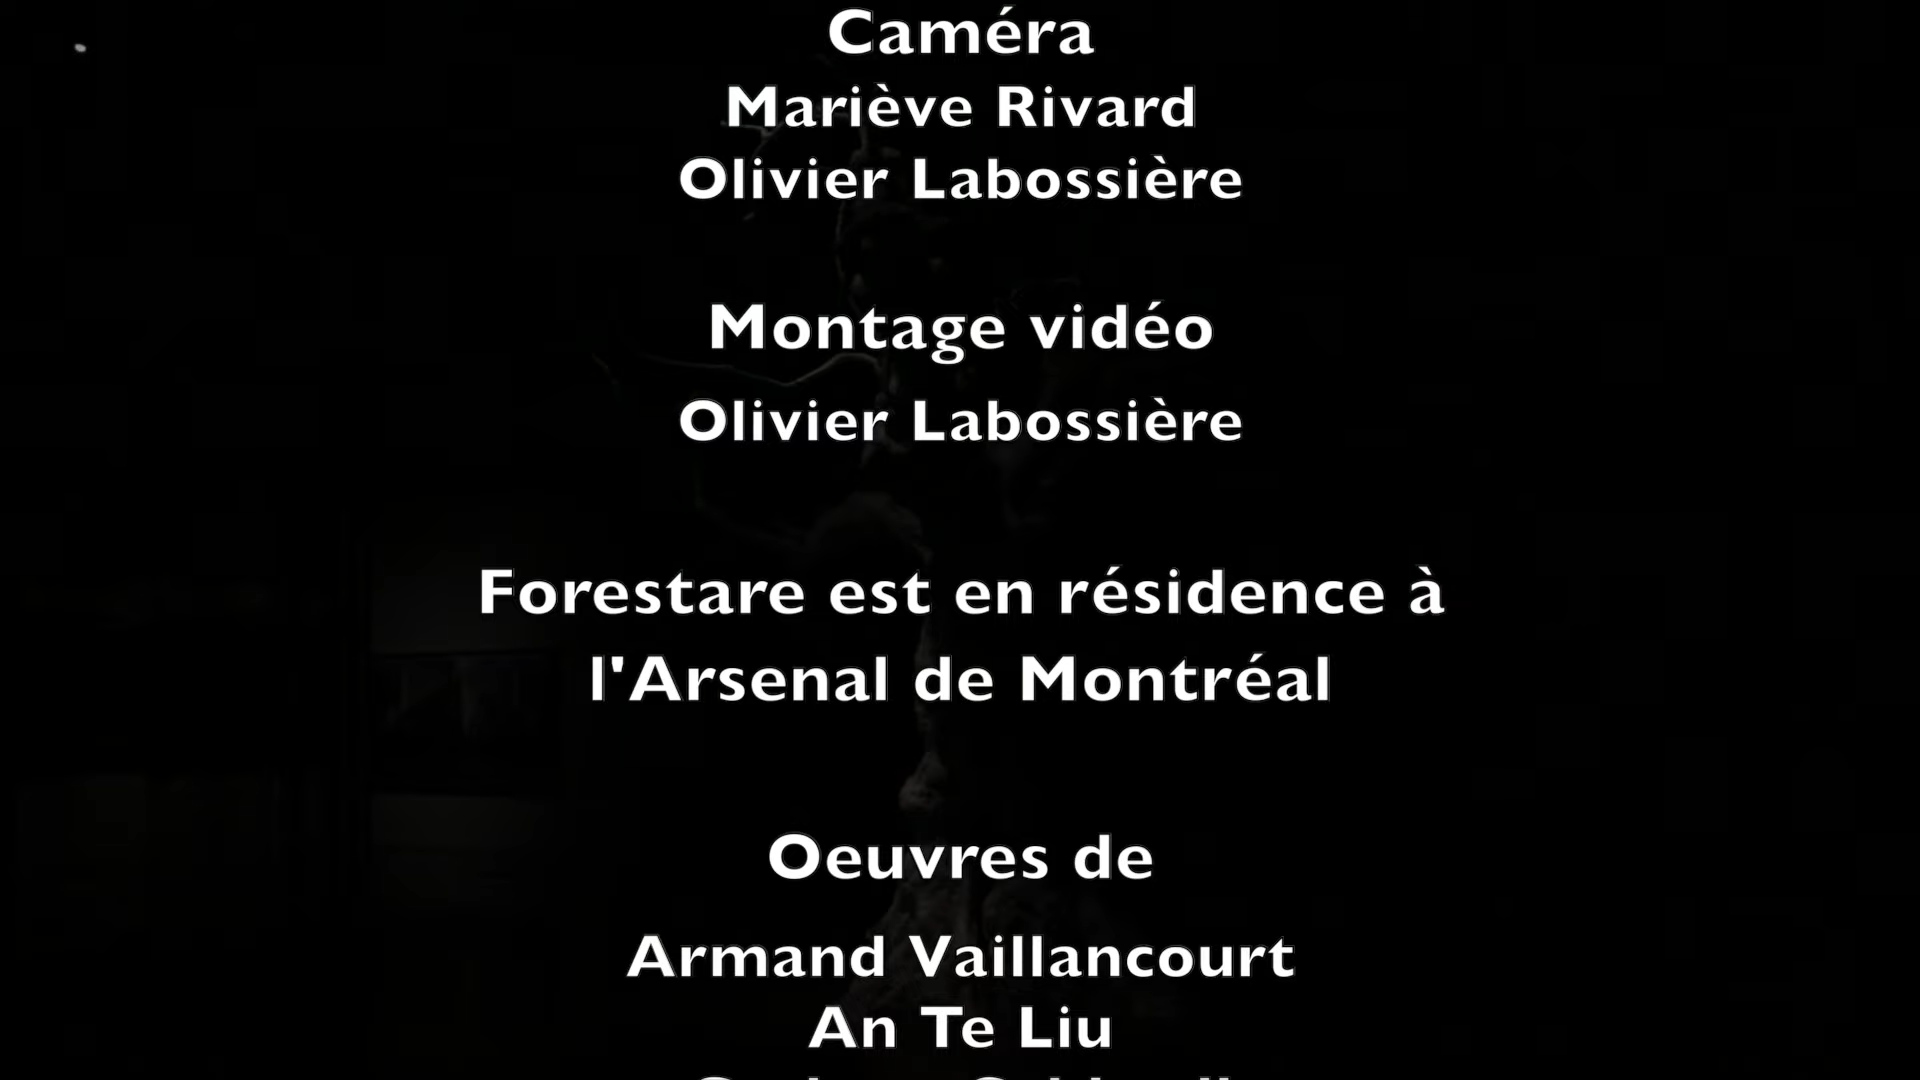 Caméra
Mariève Rivard
Olivier Labossière
Montage vidéo
Olivier Labossière
Forestare est en résidence à
l'Arsenal de Montréal
Oeuvres de
Armand Vaillancourt
An Te Liu